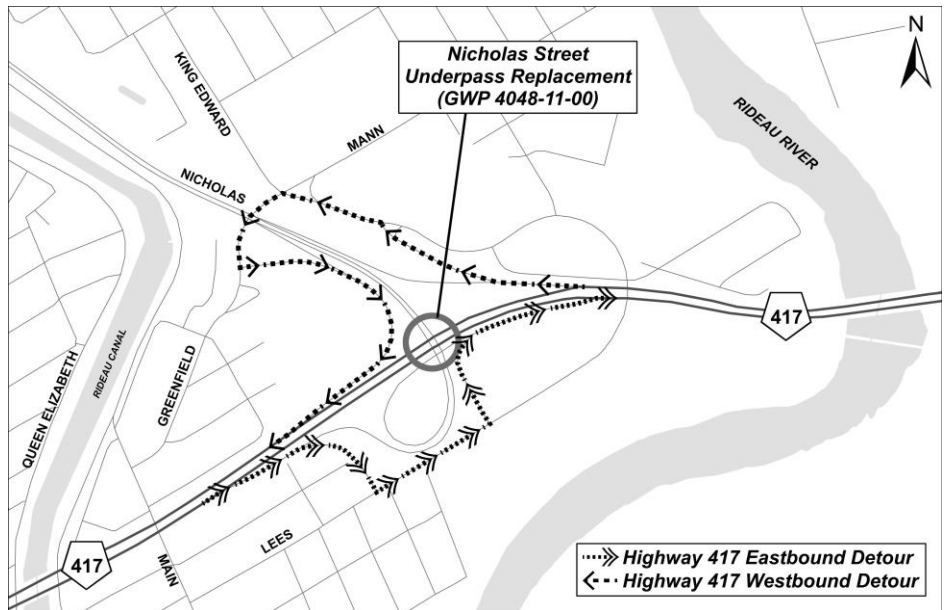 Nicholas Street
Underpass Replacement
(GWP 4048-11-00)
N
KING EDWARD
MANN
RIDEAU RIVER
NICHOLAS
417
QUEEN ELIZABETH
RIDEAU CANAL
GREENFIELD
LEES
MAIN
417
Highway 417 Eastbound Detour
Highway 417 Westbound Detour